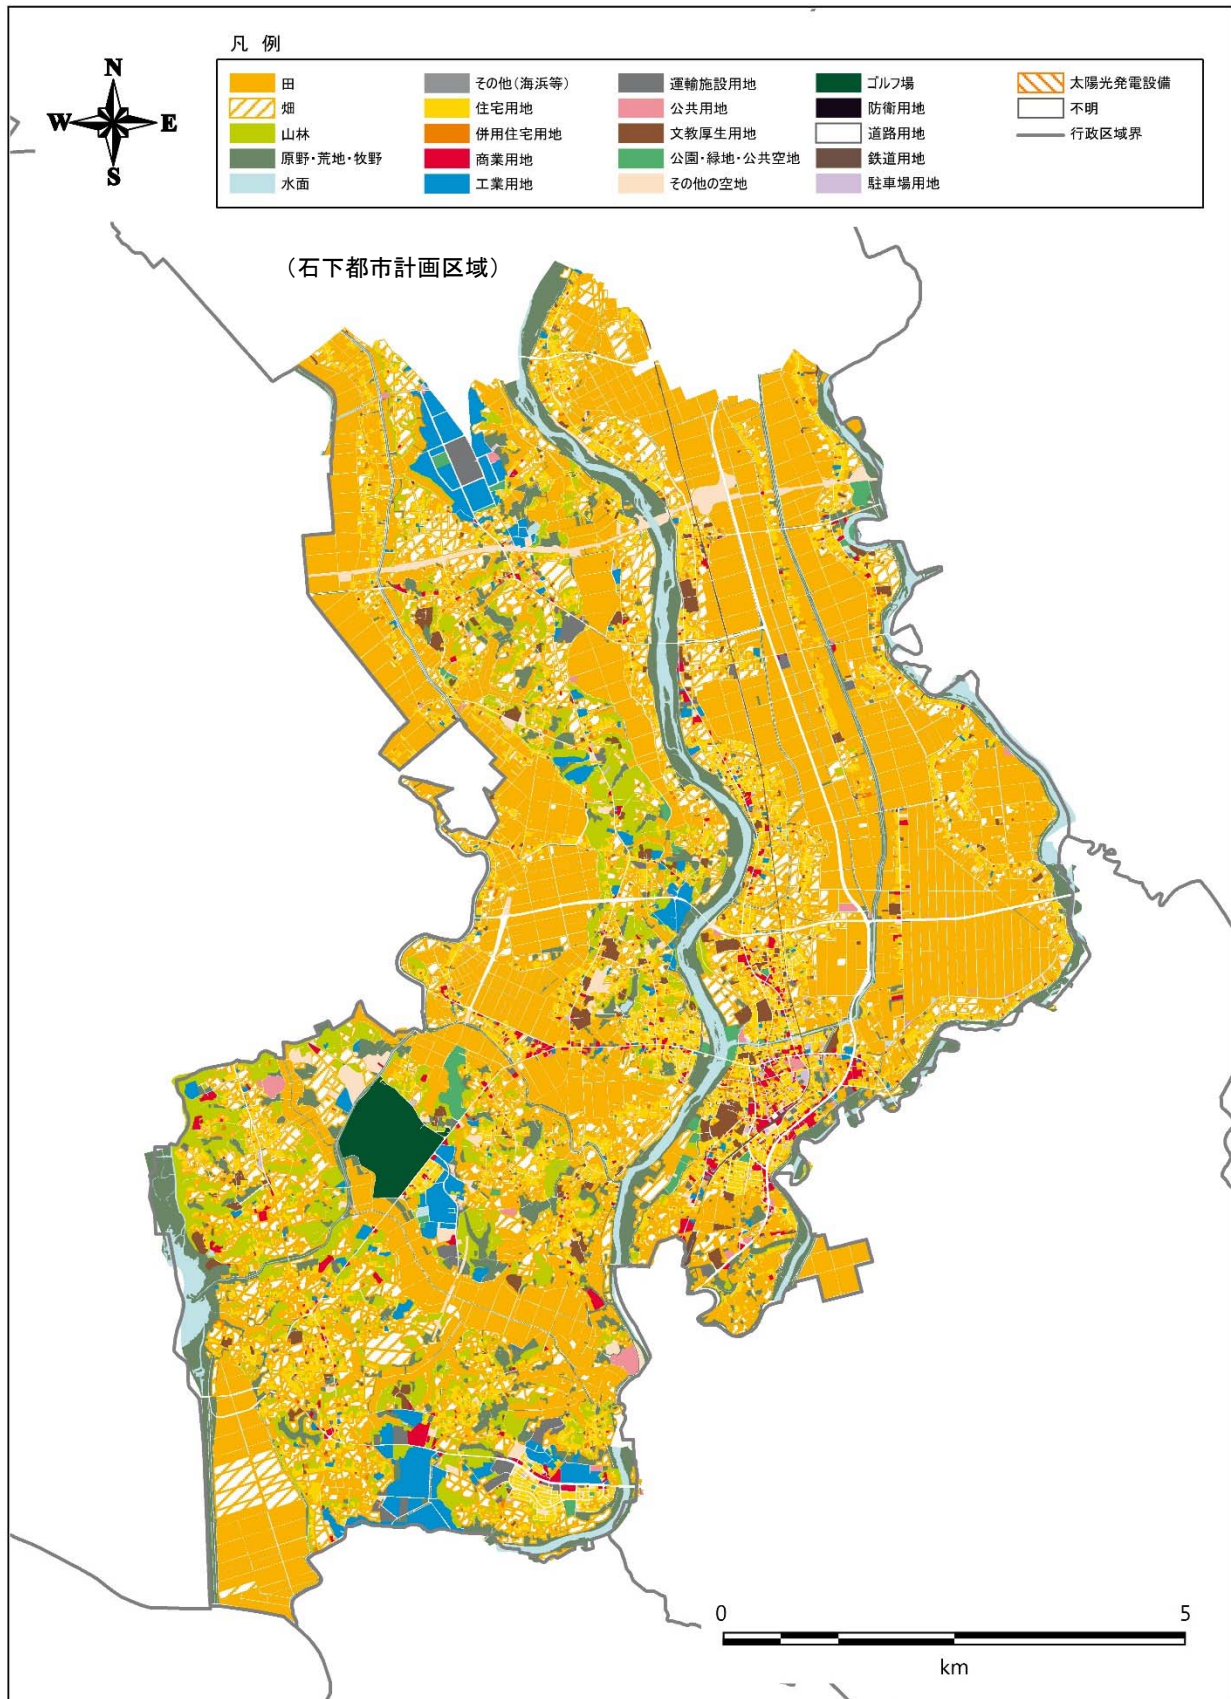 凡 例
N
W
E
S
田
畑
山林
原野・荒地・牧野
水面
その他(海浜等)
住宅用地
併用住宅用地
商業用地
工業用地
運輸施設用地
公共用地
文教厚生用地
公園・緑地・公共空地
その他の空地
ゴルフ場
防衛用地
道路用地
鉄道用地
駐車場用地
太陽光発電設備
不明
行政区域界
(石下都市計画区域)
0 5
km